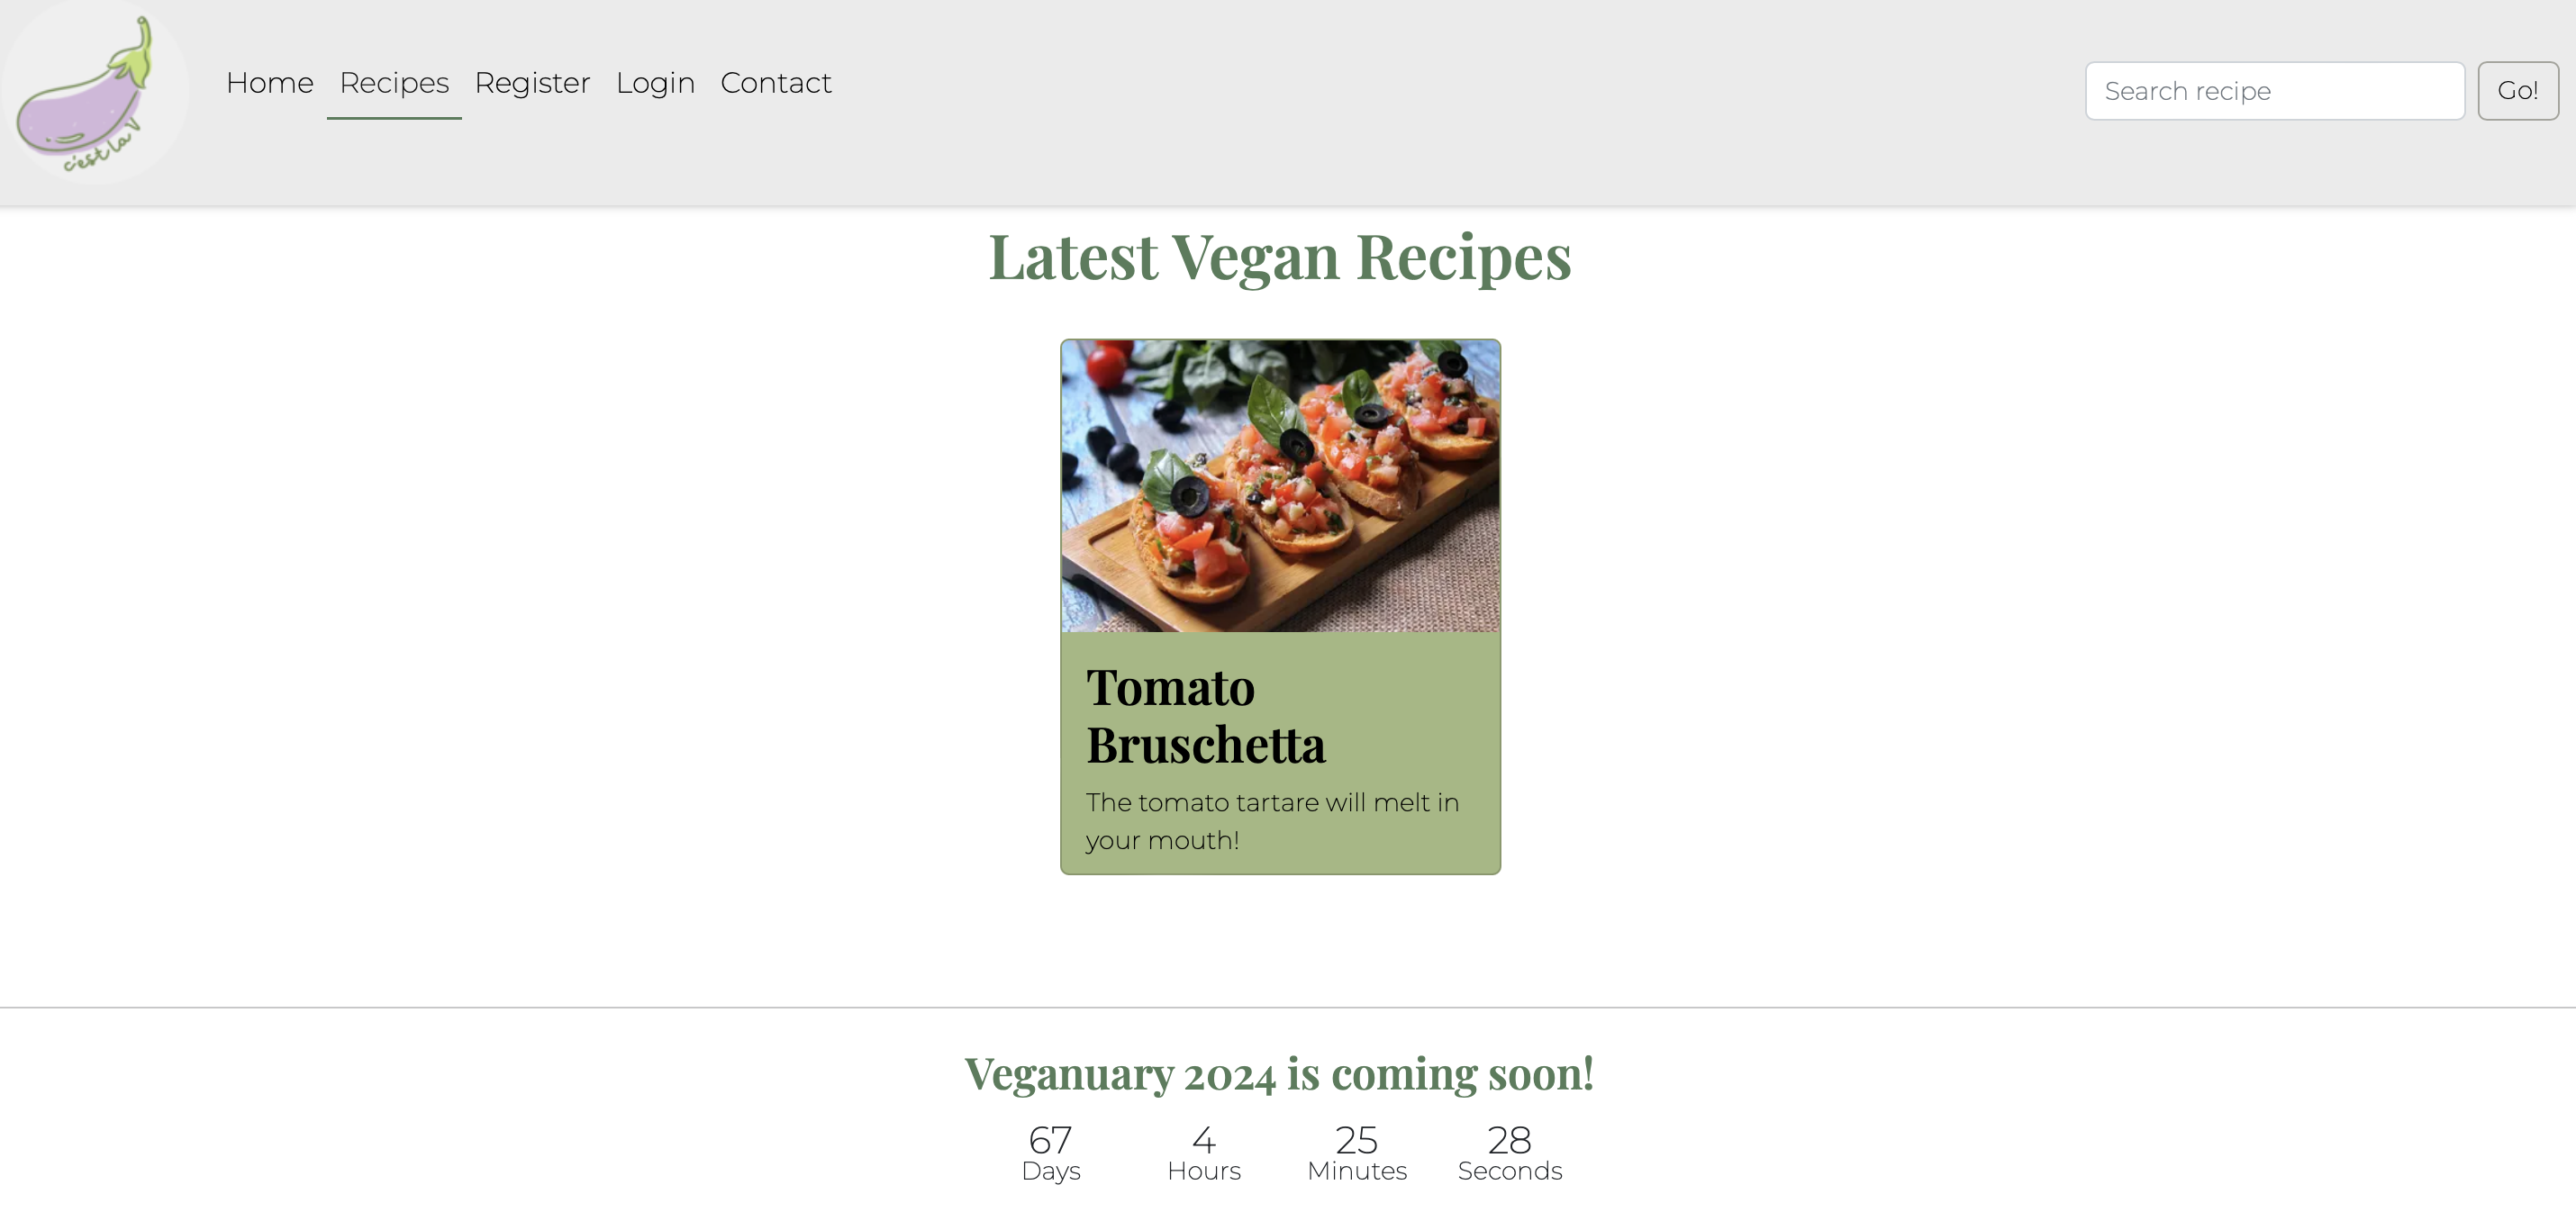 c'est la V
Home Recipes Register Login Contact
Search recipe Go!
Latest Vegan Recipes
Tomato
Bruschetta
The tomato tartare will melt in
your mouth!
Veganuary 2024 is coming soon!
67 4 25 28
Days Hours Minutes Seconds